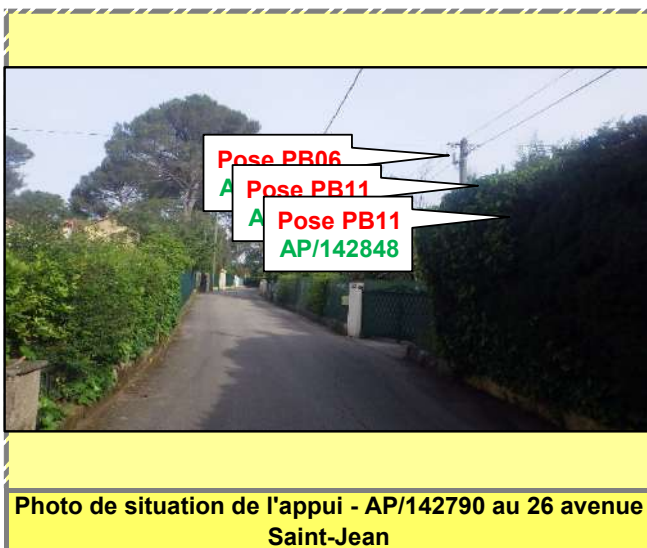 Pose PB06
Pose PB11
Pose PB11
AP/142848
Photo de situation de l'appui - AP/142790 au 26 avenue
Saint-Jean